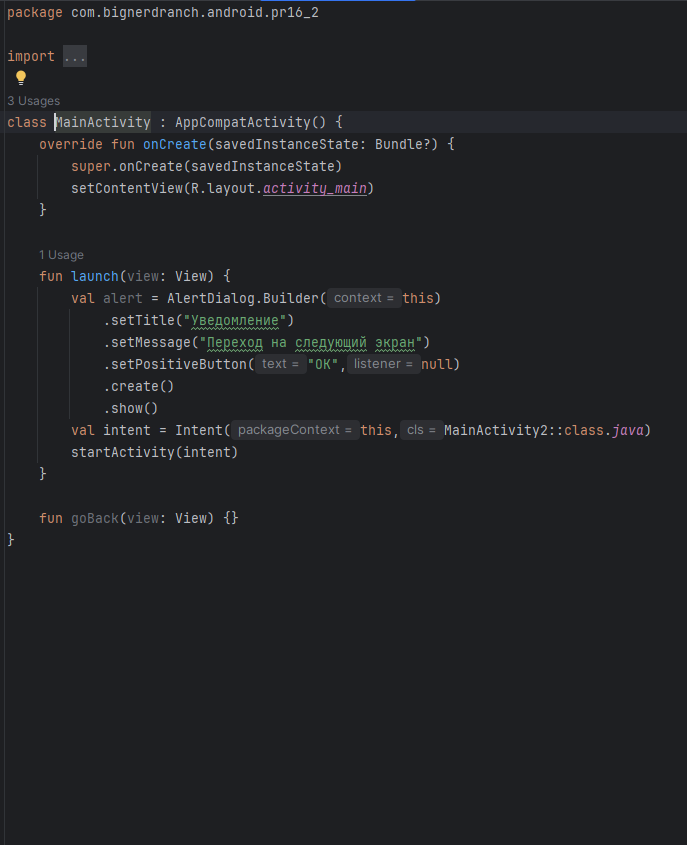 package com.bignerdranch.android.pr16_2
import ...
3 Usages
class MainActivity : AppCompatActivity() {
override fun onCreate(savedInstanceState: Bundle?) {
super.onCreate(savedInstanceState)
setContentView(R.layout.activity_main)
}
1 Usage
fun launch(view: View) {
val alert = AlertDialog.Builder( context = this)
.setTitle("Уведомление")
.setMessage("Переход на следующий экран")
.setPositiveButton( text = "OK", listener = null)
.create()
.show()
val intent = Intent( packageContext = this, cls = MainActivity2::class.java)
startActivity(intent)
}
fun goBack(view: View) {}
}